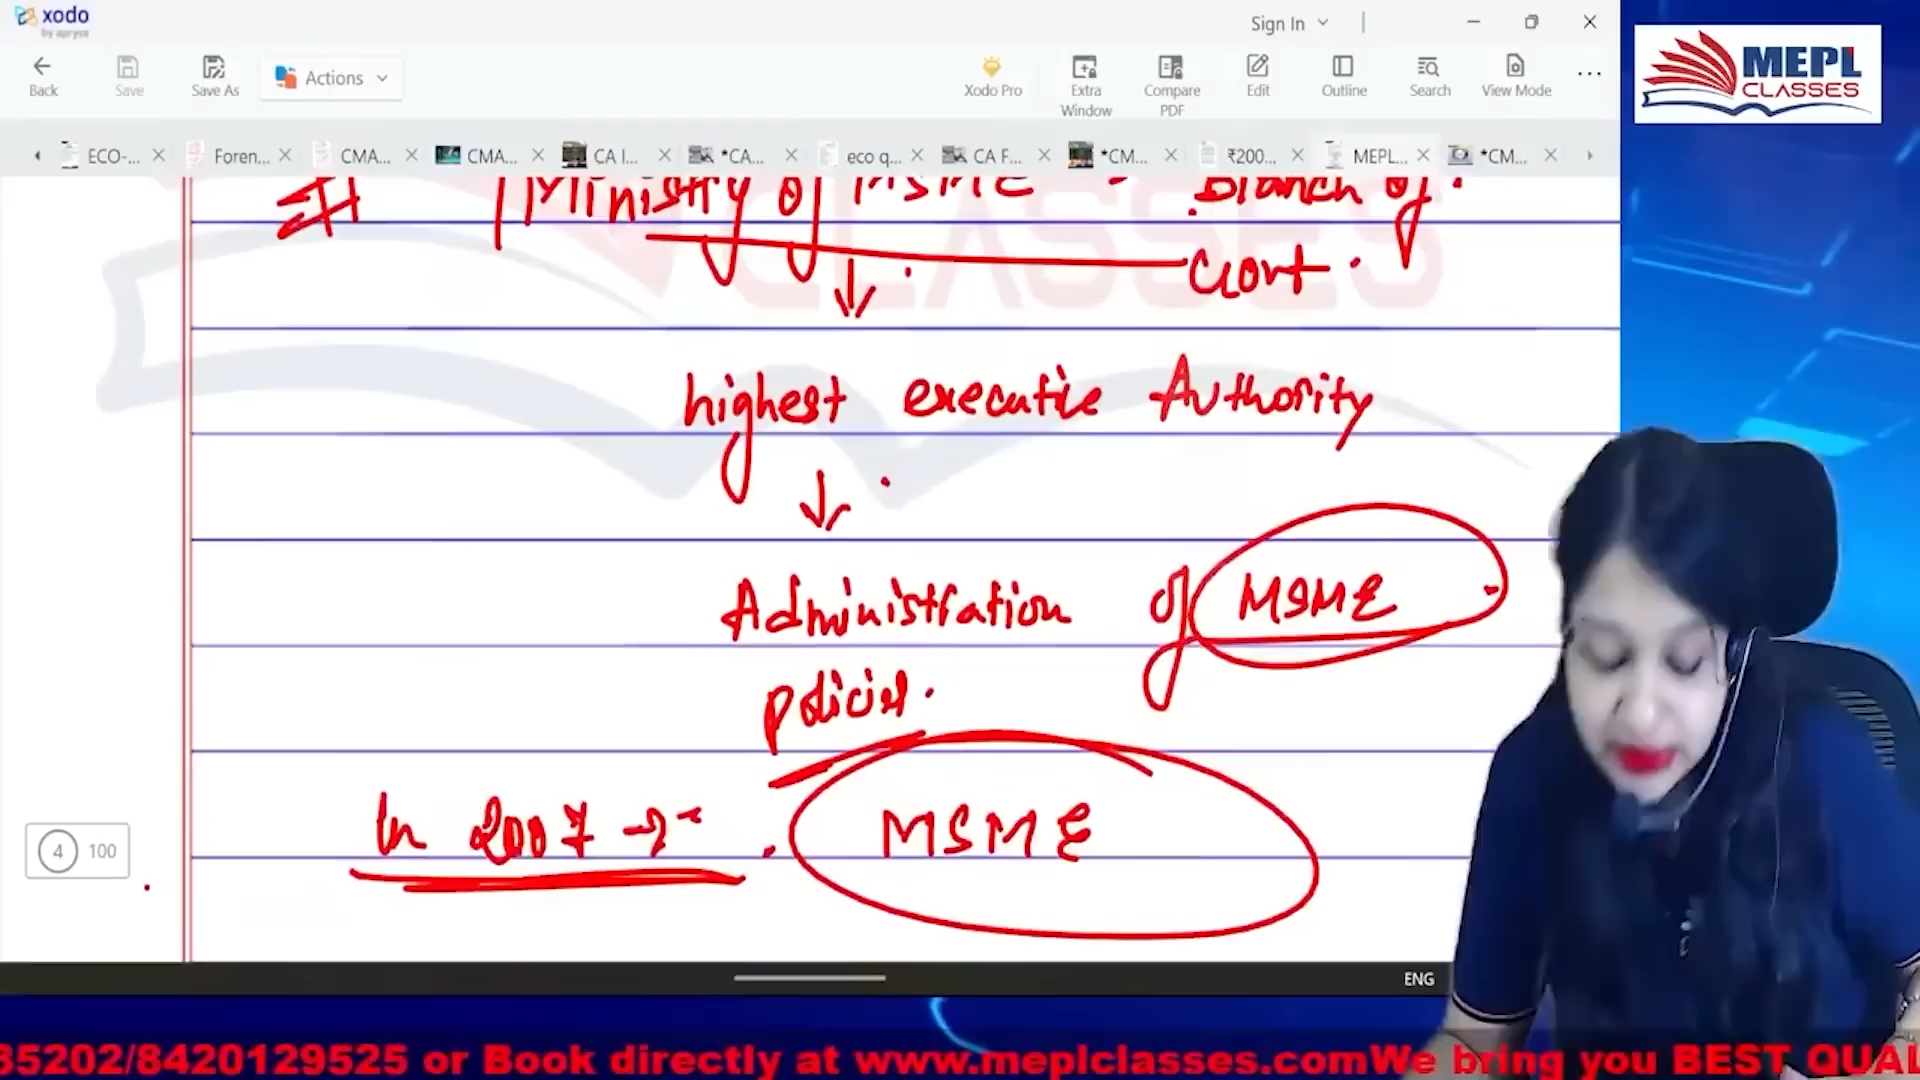 xodo
by apryse
Sign In
Back
Save
Save As
Actions
Xodo Pro
Extra Window
Compare PDF
Edit
Outline
Search
View Mode
ECO-...
Foren...
CMA...
CMA...
CA I...
*CA...
eco q...
CA F...
*CM...
₹200...
MEPL...
*CM...
MEPL
CLASSES
Ministry of MSME - Branch of
Govt.
CLASSES
highest executive Authority
Administration of MSME
policies.
In 2007 → MSME
4 100
ENG
35202/8420129525 or Book directly at www.meplclasses.comWe bring you BEST QUAL